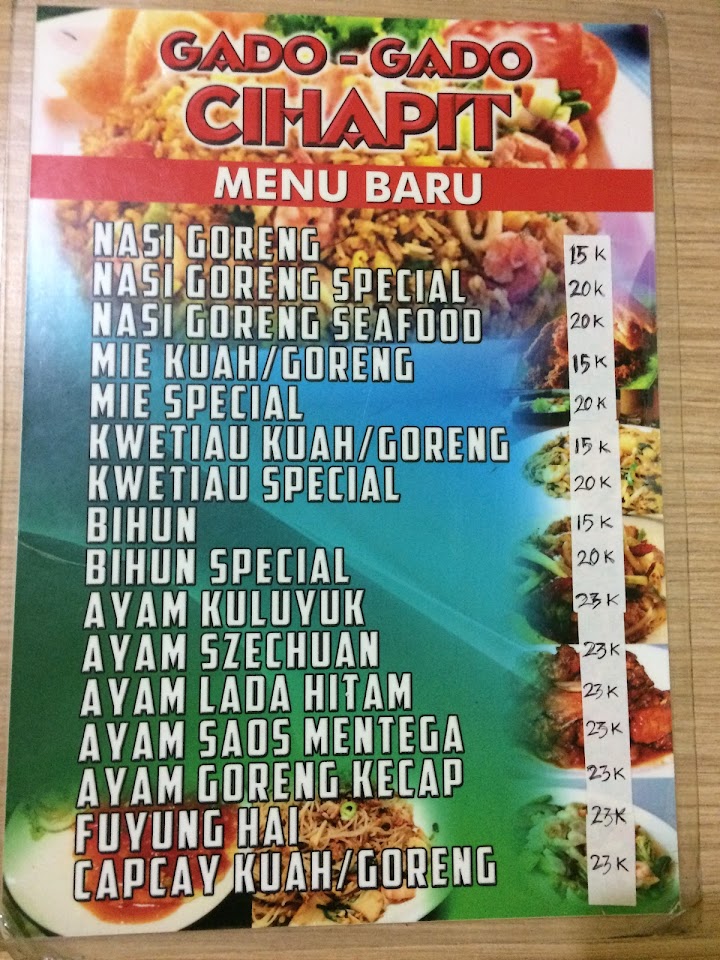 GADO - GADO
CIHAPIT
MENU BARU
NASI GORENG 15K
NASI GORENG SPECIAL 20K
NASI GORENG SEAFOOD 20K
MIE KUAH/GORENG 15K
MIE SPECIAL 20K
KWETIAU KUAH/GORENG 15K
KWETIAU SPECIAL 20K
BIHUN 15K
BIHUN SPECIAL 20K
AYAM KULUYUK 23K
AYAM SZECHUAN 23K
AYAM LADA HITAM 23K
AYAM SAOS MENTEGA 23K
AYAM GORENG KECAP 23K
FUYUNG HAI 23K
CAPCAY KUAH/GORENG 23K